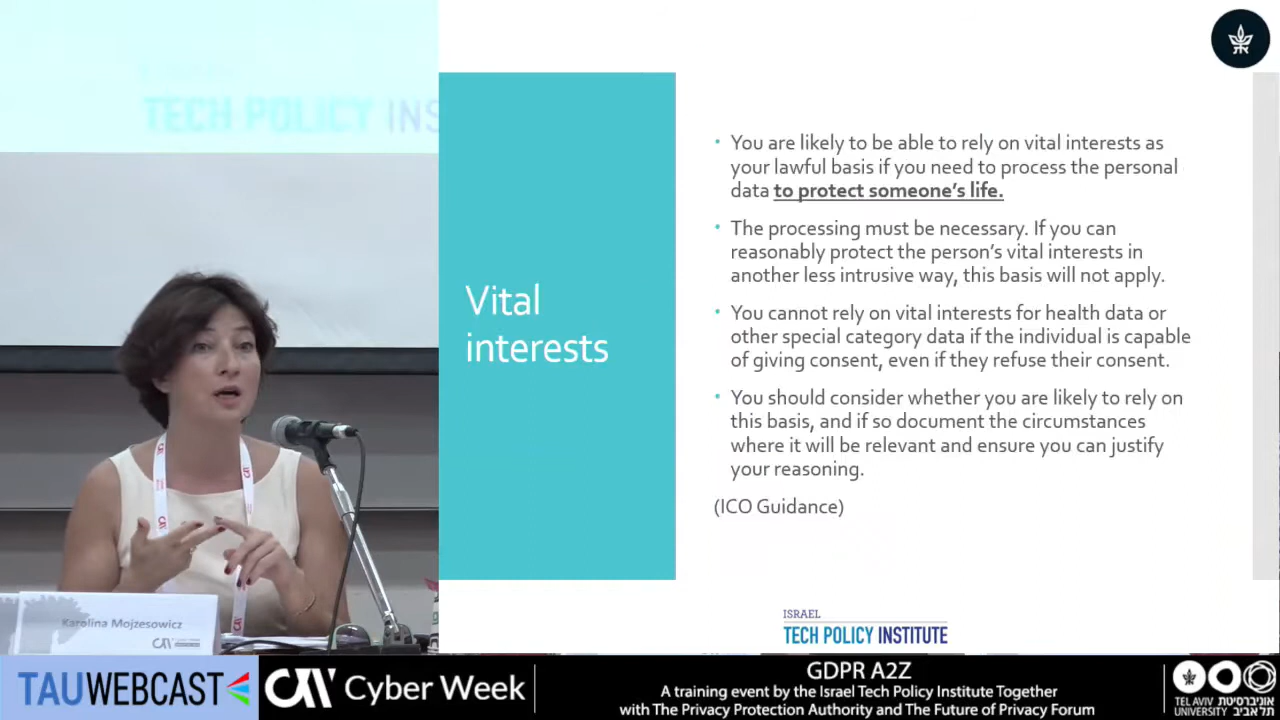 TECH POLICY INS
Vital
interests
• You are likely to be able to rely on vital interests as
your lawful basis if you need to process the personal
data to protect someone's life.
• The processing must be necessary. If you can
reasonably protect the person's vital interests in
another less intrusive way, this basis will not apply.
• You cannot rely on vital interests for health data or
other special category data if the individual is capable
of giving consent, even if they refuse their consent.
• You should consider whether you are likely to rely on
this basis, and if so document the circumstances
where it will be relevant and ensure you can justify
your reasoning.
(ICO Guidance)
Karolina Mojzesowicz
ISRAEL
TECH POLICY INSTITUTE
TAUWEBCAST
Cyber Week
GDPR A2Z
A training event by the Israel Tech Policy Institute Together
with The Privacy Protection Authority and The Future of Privacy Forum
TEL AVIV אוניברסיטת
UNIVERSITY תל אביב